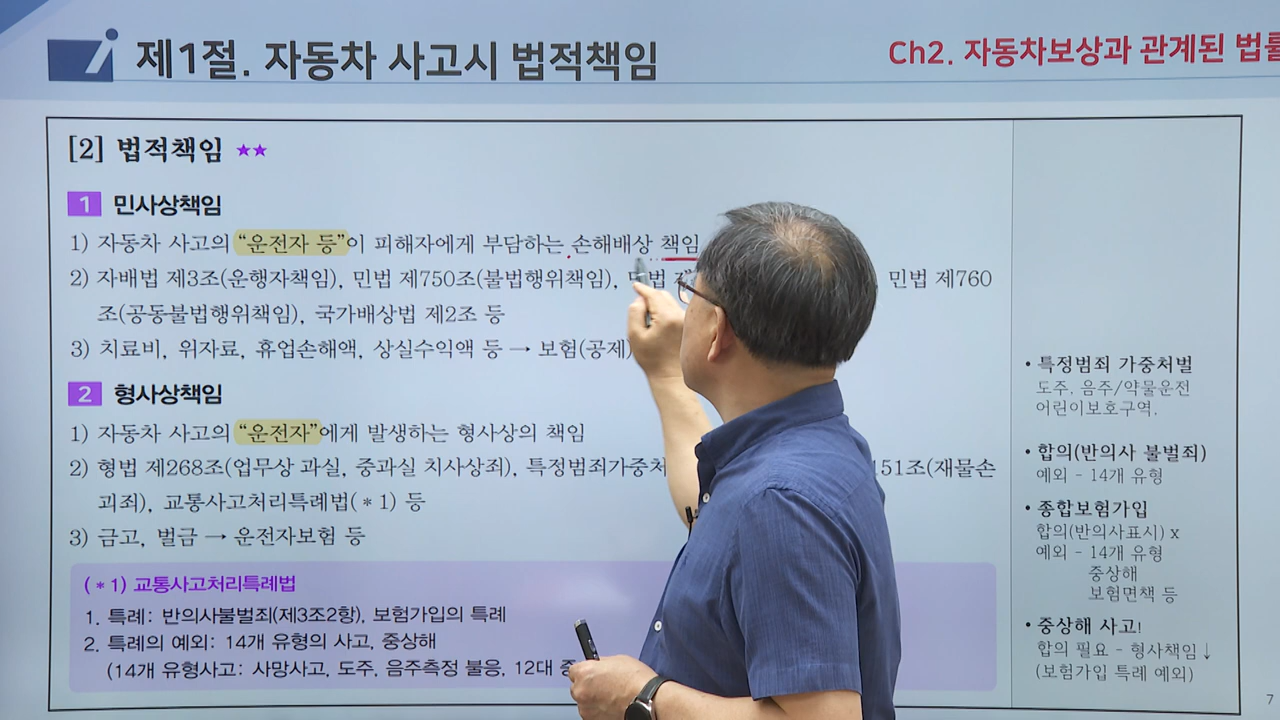 제1절. 자동차 사고시 법적책임
Ch2. 자동차보상과 관계된 법률
[2] 법적책임 ★★
1 민사상책임
1) 자동차 사고의 “운전자 등”이 피해자에게 부담하는 손해배상 책임
2) 자배법 제3조(운행자책임), 민법 제750조(불법행위책임), 민법 민법 제760
조(공동불법행위책임), 국가배상법 제2조 등
3) 치료비, 위자료, 휴업손해액, 상실수익액 등 → 보험(공제)
2 형사상책임
1) 자동차 사고의 “운전자”에게 발생하는 형사상의 책임
2) 형법 제268조(업무상 과실, 중과실 치사상죄), 특정범죄가중처 151조(재물손
괴죄), 교통사고처리특례법(*1) 등
3) 금고, 벌금 → 운전자보험 등
(*1) 교통사고처리특례법
1. 특례: 반의사불벌죄(제3조2항), 보험가입의 특례
2. 특례의 예외: 14개 유형의 사고, 중상해
(14개 유형사고: 사망사고, 도주, 음주측정 불응, 12대
• 특정범죄 가중처벌
도주. 음주/약물운전
어린이보호구역.
• 합의(반의사 불벌죄)
예외 - 14개 유형
• 종합보험가입
합의(반의사표시) x
예외 - 14개 유형
중상해
보험면책 등
• 중상해 사고!
합의 필요 - 형사책임↓
(보험가입 특례 예외)
7